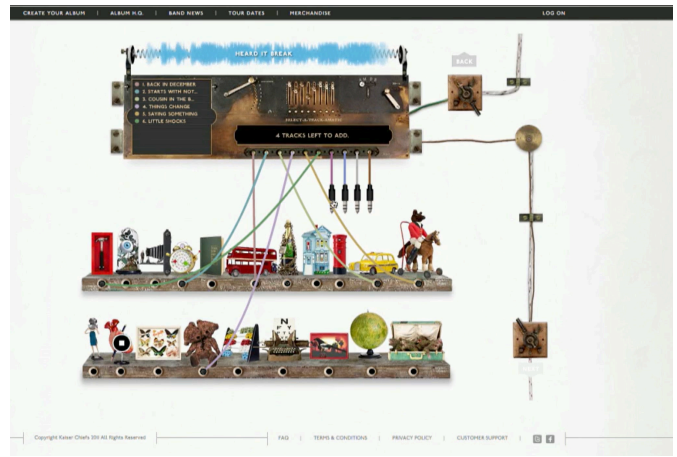 CREATE YOUR ALBUM | ALBUM H.Q. | BAND NEWS | TOUR DATES | MERCHANDISE | LOG ON
HEARD IT BREAK
BACK
1. BACK IN DECEMBER
2. STARTS WITH NOT...
3. COUSIN IN THE B...
4. THINGS CHANGE
5. SAYING SOMETHING
6. LITTLE SHOCKS
4 TRACKS LEFT TO ADD.
N
Copyright Kaiser Chiefs 2011 All Rights Reserved
FAQ | TERMS & CONDITIONS | PRIVACY POLICY | CUSTOMER SUPPORT